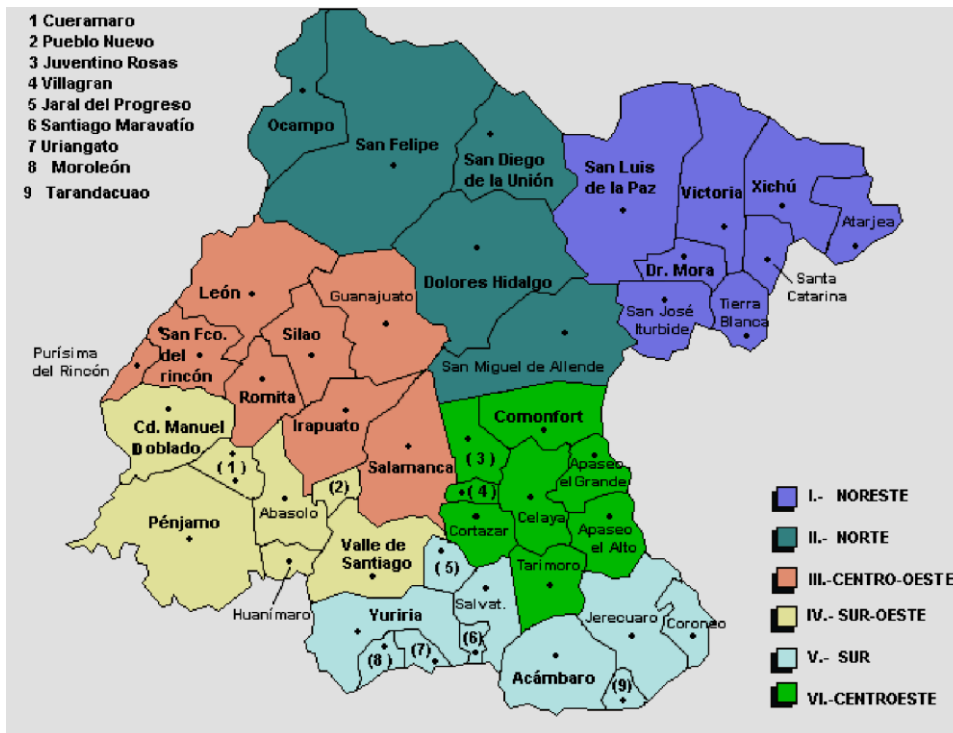 1 Cueramaro
2 Pueblo Nuevo
3 Juventino Rosas
4 Villagran
5 Jaral del Progreso
6 Santiago Maravatío
7 Uriangato
8 Moroleón
9 Tarandacuao
Ocampo
San Felipe
San Diego
de la Unión
San Luis
de la Paz
Victoria
Xichú
Atarjea
Dr. Mora
Santa
Catarina
San José
Iturbide
Tierra
Blanca
Dolores Hidalgo
San Miguel de Allende
León
Guanajuato
Silao
San Fco.
del
rincón
Purísima
del Rincón
Romita
Irapuato
Salamanca
Cd. Manuel
Doblado
(1)
(2)
Abasolo
Pénjamo
Huanímaro
Valle de
Santiago
Comonfort
(3)
(4)
Apaseo
el Grande
Celaya
Cortazar
Apaseo
el Alto
Tarimoro
(5)
Salvat.
Yuriria
(6)
(7)
(8)
Jerecuaro
Coroneo
Acámbaro
(9)
I.- NORESTE
II.- NORTE
III.-CENTRO-OESTE
IV.- SUR-OESTE
V.- SUR
VI.-CENTROESTE